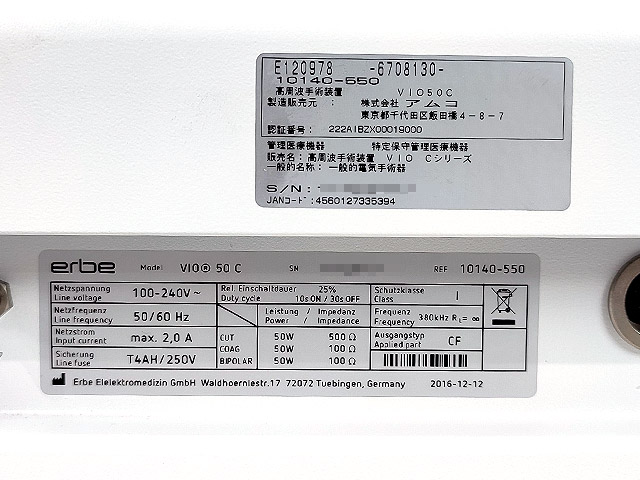 E120978 -6708130-
10140-550
高周波手術装置 VIO50C
製造販売元 : 株式会社 アムコ
東京都千代田区飯田橋4-8-7
認証番号: 222AIBZX00019000
管理医療機器 特定保守管理医療機器
販売名:高周波手術装置 VIO Cシリーズ
一般的名称: 一般的電気手術器
S/N:
JANコード:4560127335394
erbe Model VIO® 50 C SN REF 10140-550
Netzspannung
Line voltage 100-240V ~
Netzfrequenz
Line frequency 50/60 Hz
Netzstrom
Input current max. 2,0 A
Sicherung
Line fuse T4AH/250V
Rel. Einschaltdauer 25%
Duty cycle 10s ON / 30s OFF
Leistung / Impedanz
Power / Impedance
CUT 50W 500 Ω
COAG 50W 100 Ω
BIPOLAR 50W 100 Ω
Schutzklasse
Class I
Frequenz
Frequency 380kHz RL= ∞
Ausgangstyp
Applied part CF
Erbe Elelektromedizin GmbH Waldhoernlestr.17 72072 Tuebingen, Germany 2016-12-12